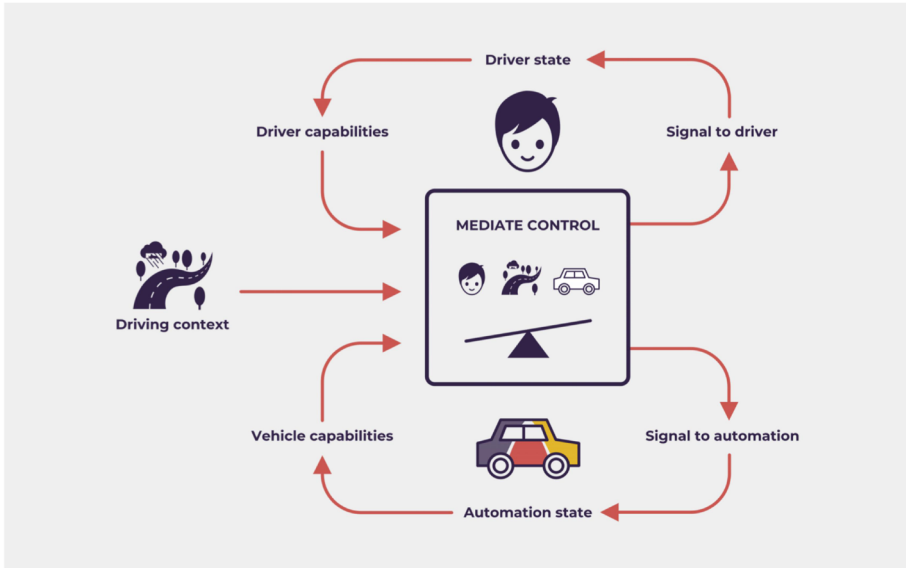 Driver state
Driver capabilities
Signal to driver
MEDIATE CONTROL
Driving context
Vehicle capabilities
Signal to automation
Automation state